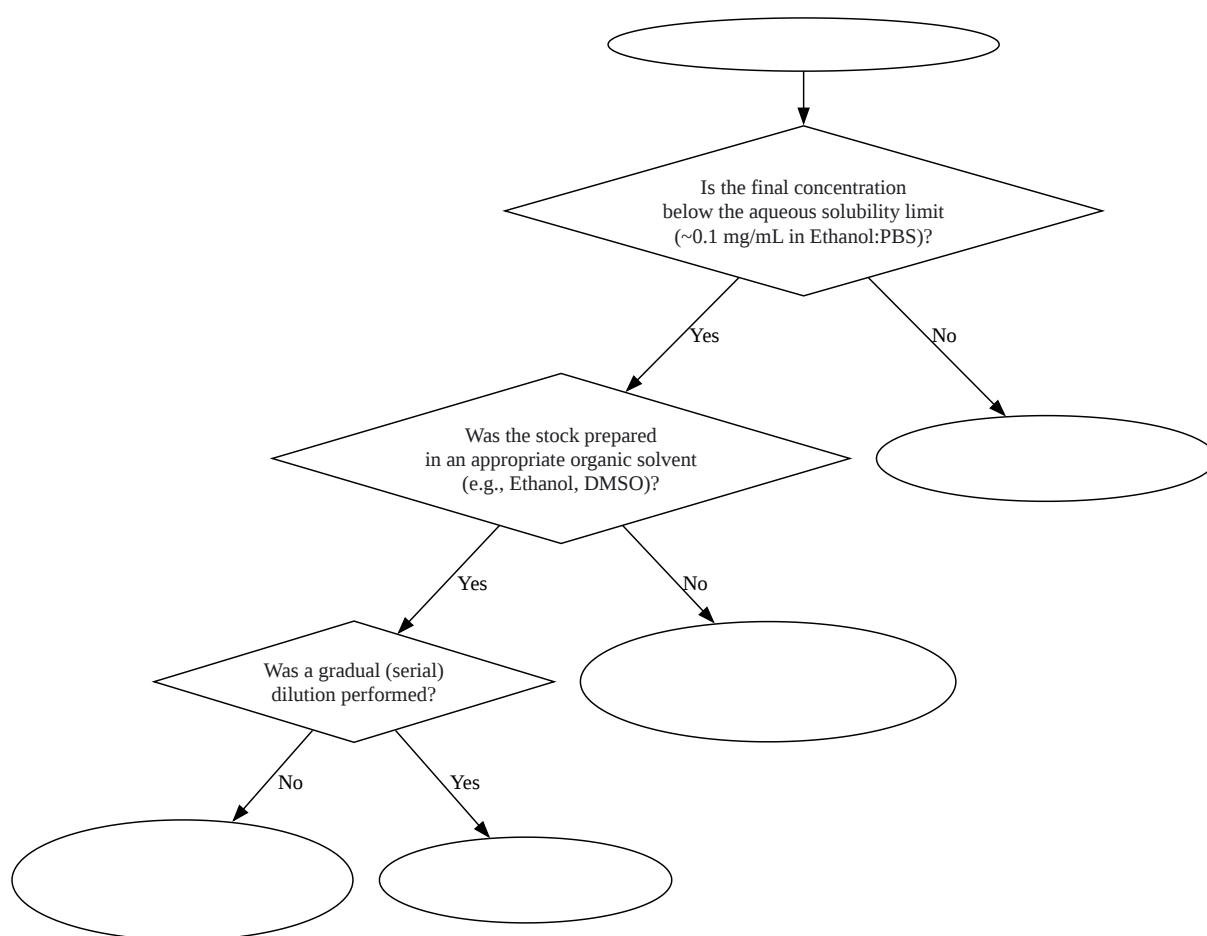 Is the final concentration
below the aqueous solubility limit
(~0.1 mg/mL in Ethanol:PBS)?
Yes
No
Was the stock prepared
in an appropriate organic solvent
(e.g., Ethanol, DMSO)?
Yes
No
Was a gradual (serial)
dilution performed?
No
Yes